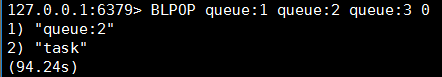 127.0.0.1:6379> BLPOP queue:1 queue:2 queue:3 0
1) "queue:2"
2) "task"
(94.24s)